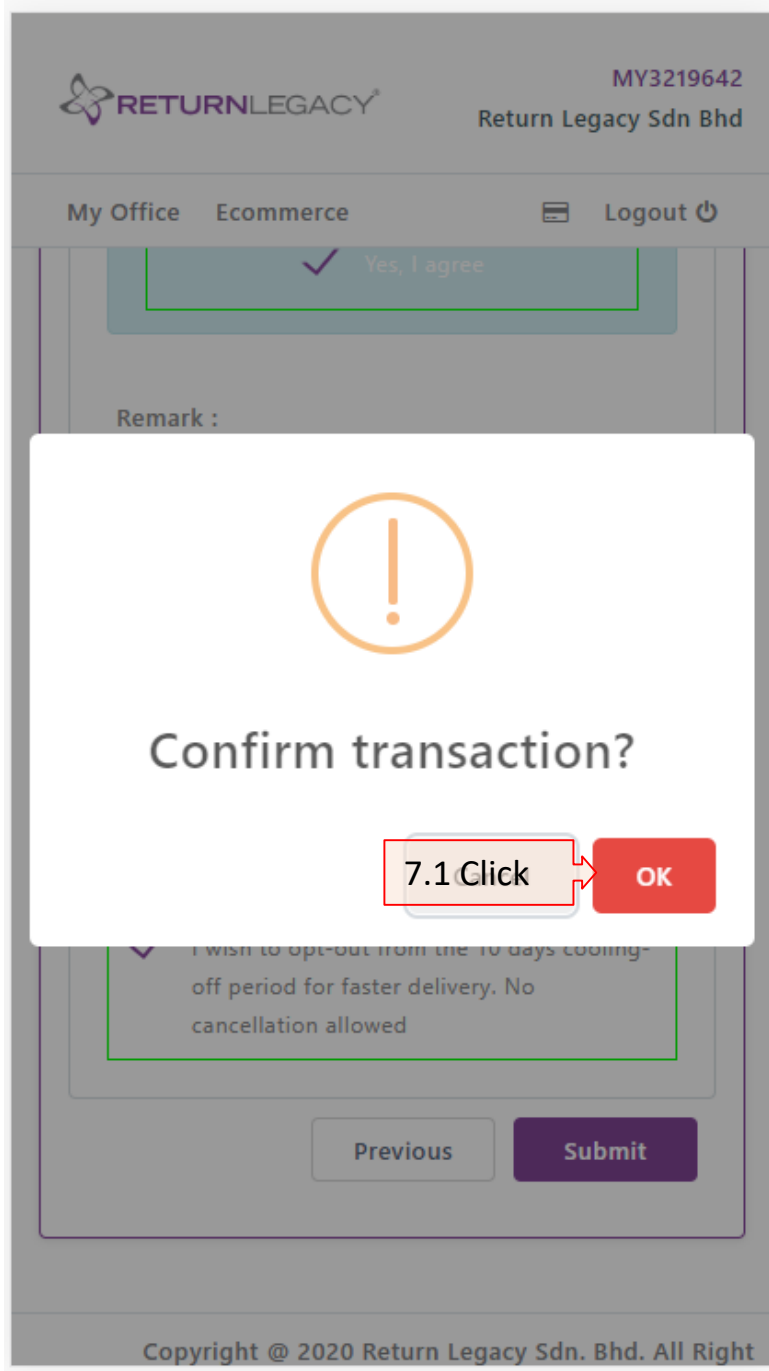 MY3219642
RETURNLEGACY®
Return Legacy Sdn Bhd
My Office Ecommerce Logout
Yes, I agree
Remark :
Confirm transaction?
7.1 Click Cancel OK
I wish to opt-out from the 10 days cooling-
off period for faster delivery. No
cancellation allowed
Previous Submit
Copyright @ 2020 Return Legacy Sdn. Bhd. All Right